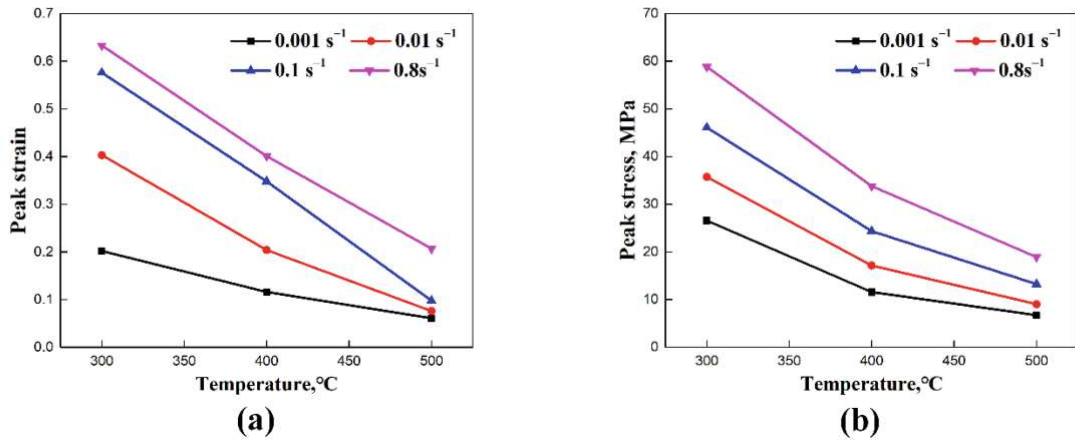 0.7
0.6
0.5
0.4
0.3
0.2
0.1
0.0
Peak strain
0.001 s⁻¹ 0.01 s⁻¹
0.1 s⁻¹ 0.8s⁻¹
300 350 400 450 500
Temperature,°C
(a)
70
60
50
40
30
20
10
0
Peak stress, MPa
0.001 s⁻¹ 0.01 s⁻¹
0.1 s⁻¹ 0.8s⁻¹
300 350 400 450 500
Temperature,°C
(b)